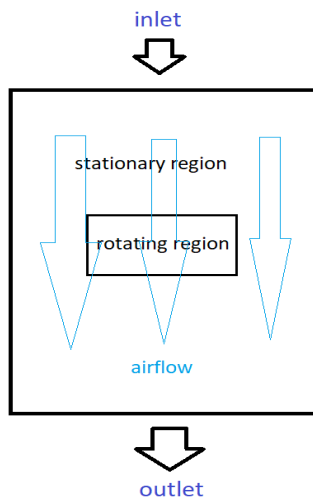 inlet
stationary region
rotating region
airflow
outlet